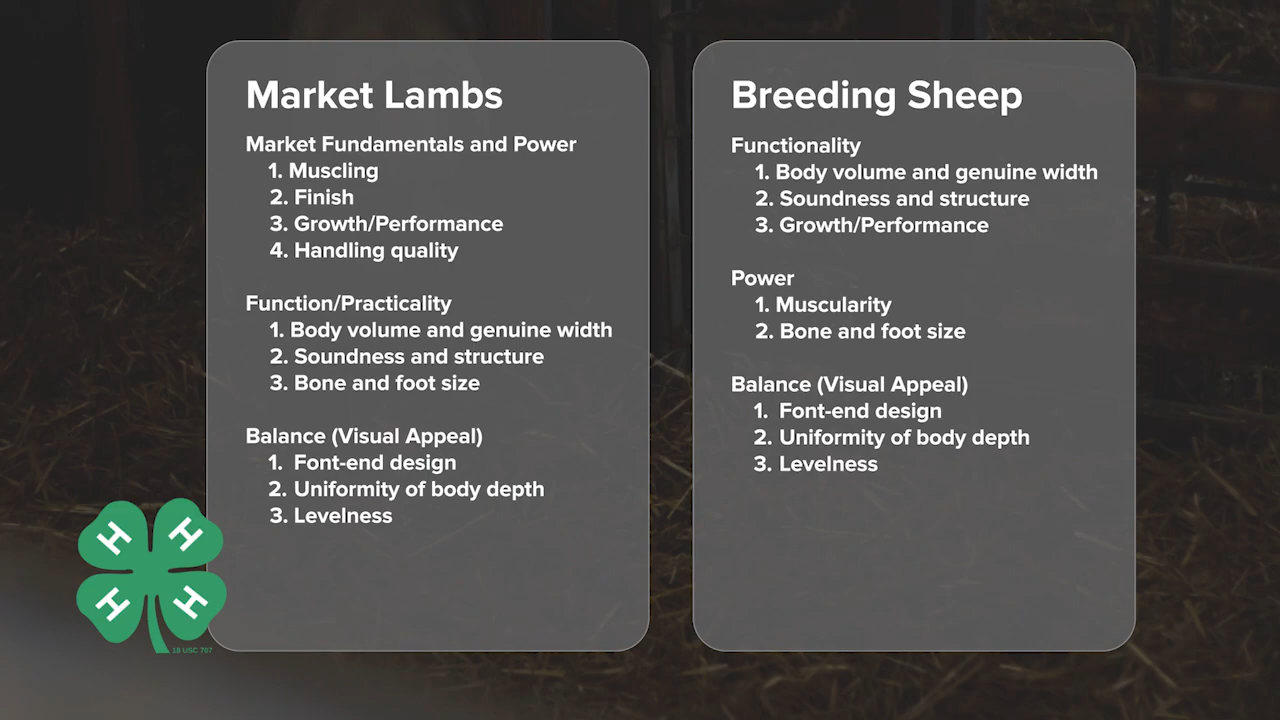 Market Lambs
Market Fundamentals and Power
1. Muscling
2. Finish
3. Growth/Performance
4. Handling quality
Function/Practicality
1. Body volume and genuine width
2. Soundness and structure
3. Bone and foot size
Balance (Visual Appeal)
1. Font-end design
2. Uniformity of body depth
3. Levelness
Breeding Sheep
Functionality
1. Body volume and genuine width
2. Soundness and structure
3. Growth/Performance
Power
1. Muscularity
2. Bone and foot size
Balance (Visual Appeal)
1. Font-end design
2. Uniformity of body depth
3. Levelness
H H
H H
18 USC 707